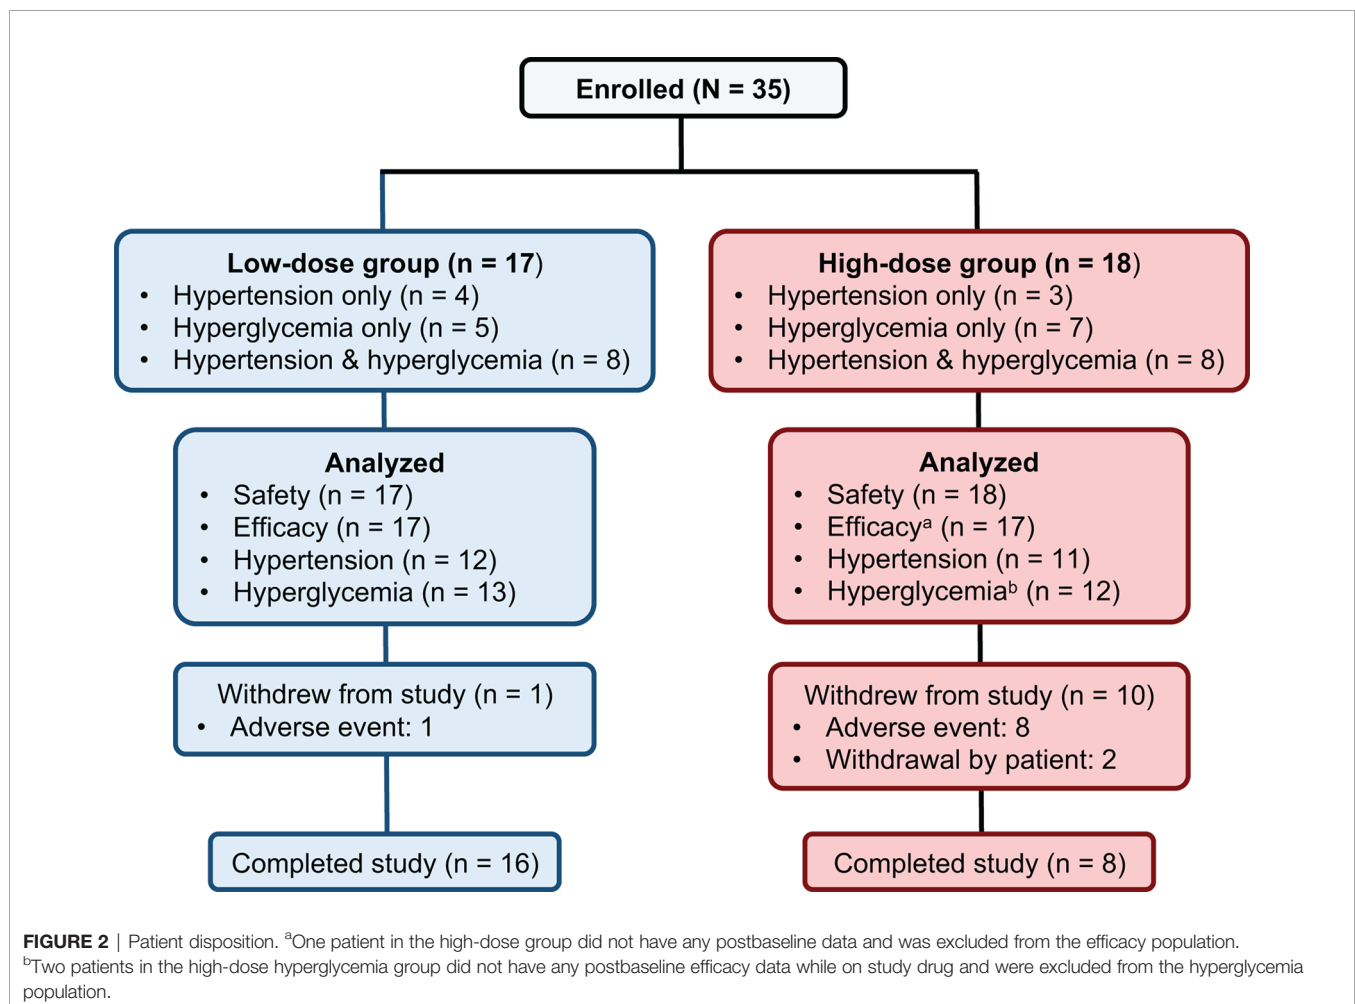 Enrolled (N = 35)
Low-dose group (n = 17)
• Hypertension only (n = 4)
• Hyperglycemia only (n = 5)
• Hypertension & hyperglycemia (n = 8)
High-dose group (n = 18)
• Hypertension only (n = 3)
• Hyperglycemia only (n = 7)
• Hypertension & hyperglycemia (n = 8)
Analyzed
• Safety (n = 17)
• Efficacy (n = 17)
• Hypertension (n = 12)
• Hyperglycemia (n = 13)
Analyzed
• Safety (n = 18)
• Efficacyᵃ (n = 17)
• Hypertension (n = 11)
• Hyperglycemiaᵇ (n = 12)
Withdrew from study (n = 1)
• Adverse event: 1
Withdrew from study (n = 10)
• Adverse event: 8
• Withdrawal by patient: 2
Completed study (n = 16)
Completed study (n = 8)
FIGURE 2 | Patient disposition. ᵃOne patient in the high-dose group did not have any postbaseline data and was excluded from the efficacy population.
ᵇTwo patients in the high-dose hyperglycemia group did not have any postbaseline efficacy data while on study drug and were excluded from the hyperglycemia
population.